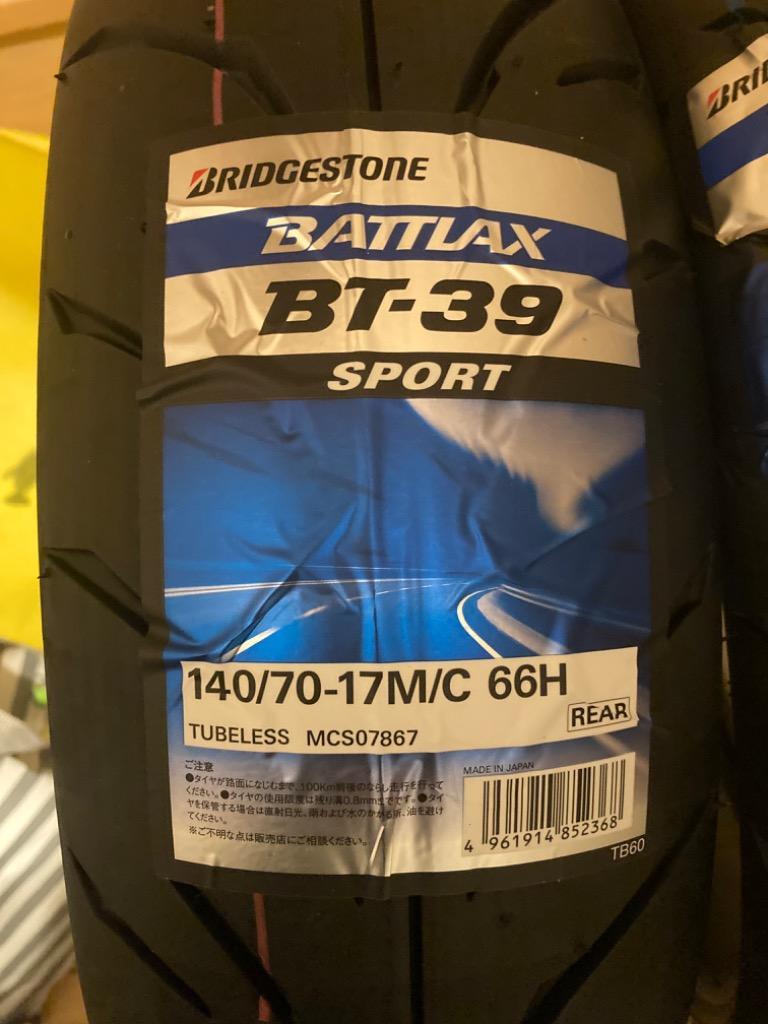 BRIDGESTONE
BATTLAX
BT-39
SPORT
140/70-17M/C 66H
REAR
TUBELESS MCS07867
ご注意
●タイヤが路面になじむまで、100Km前後のならし走行を行って
ください。●タイヤの使用限度は残り溝0.8mmまでです。●タイ
ヤを保管する場合は直射日光、雨および水のかかる所、油を避け
てください。
※ご不明な点は販売店にご相談ください。
MADE IN JAPAN
4 961914 852368
TB60
BRID